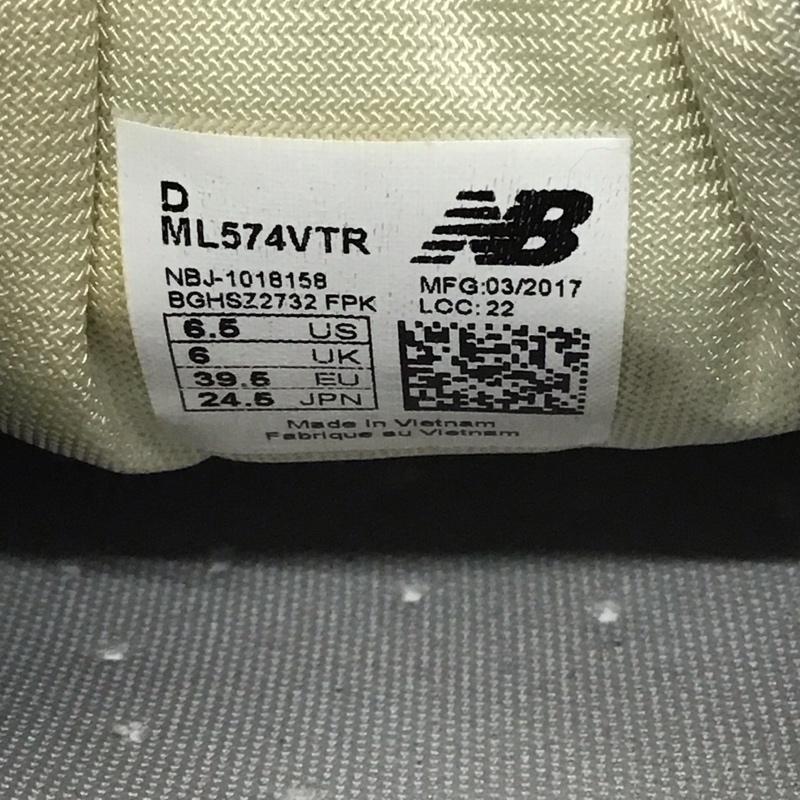 D
ML574VTR
NB
NBJ-1018158
BGHSZ2732 FPK
MFG:03/2017
LCC: 22
6.5 US
6 UK
39.5 EU
24.5 JPN
Made in Vietnam
Fabrique au Vietnam